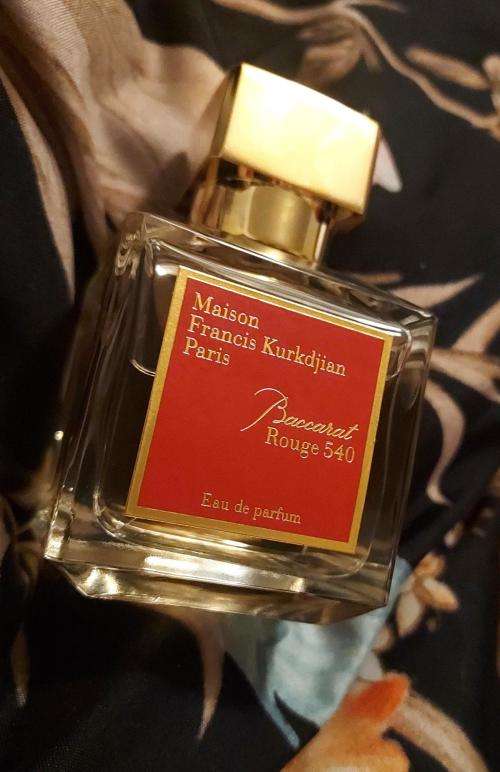 Maison
Francis Kurkdjian
Paris
Baccarat
Rouge 540
Eau de parfum